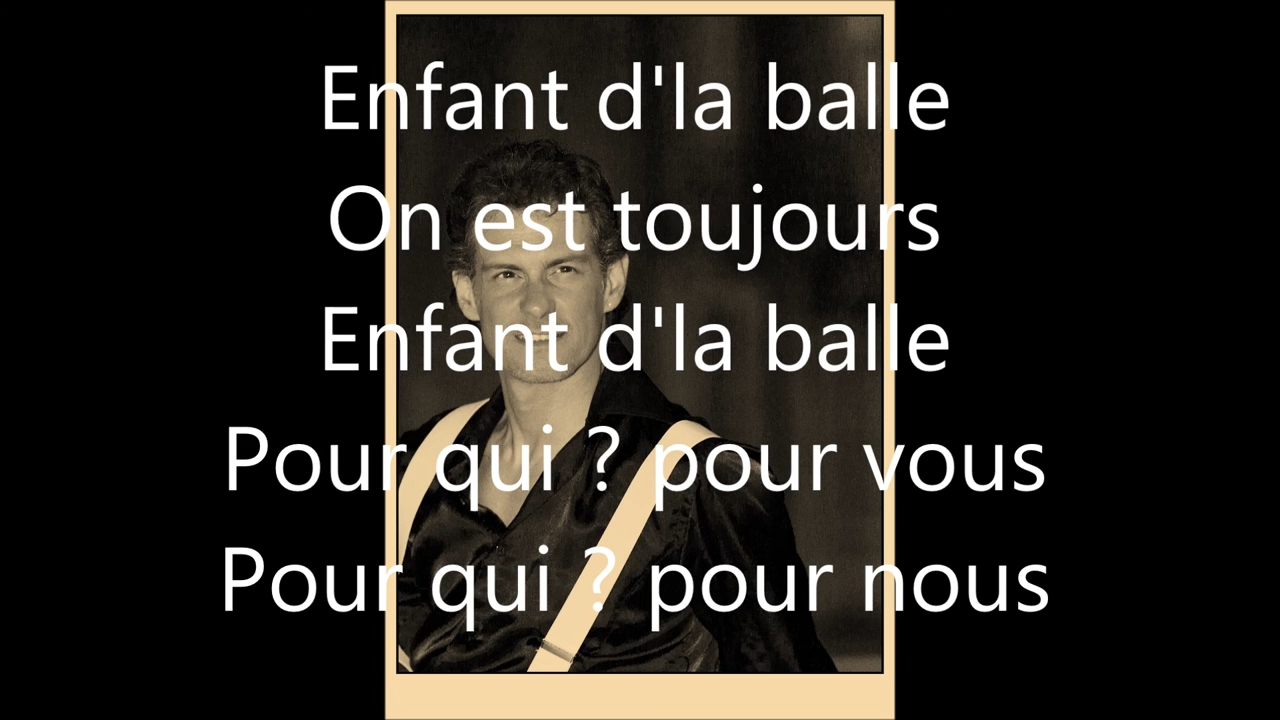 Enfant d'la balle
On est toujours
Enfant d'la balle
Pour qui ? pour vous
Pour qui ? pour nous